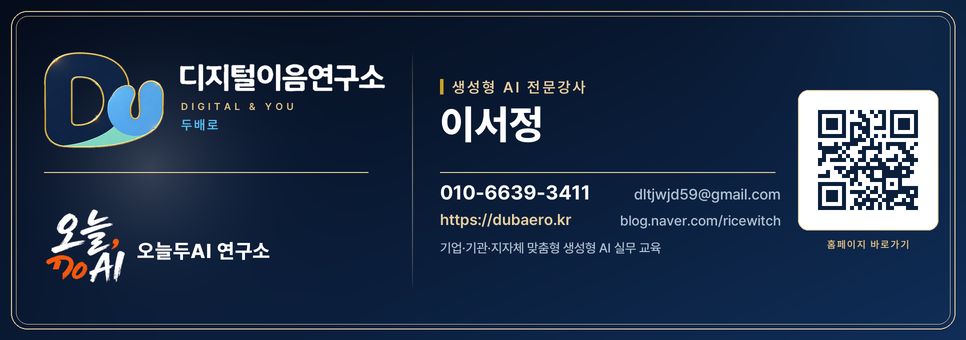 Du
디지털이음연구소
DIGITAL & YOU
두배로
오늘,
두AI
오늘두AI 연구소
생성형 AI 전문강사
이서정
010-6639-3411
dltjwjd59@gmail.com
https://dubaero.kr
blog.naver.com/ricewitch
기업·기관·지자체 맞춤형 생성형 AI 실무 교육
홈페이지 바로가기